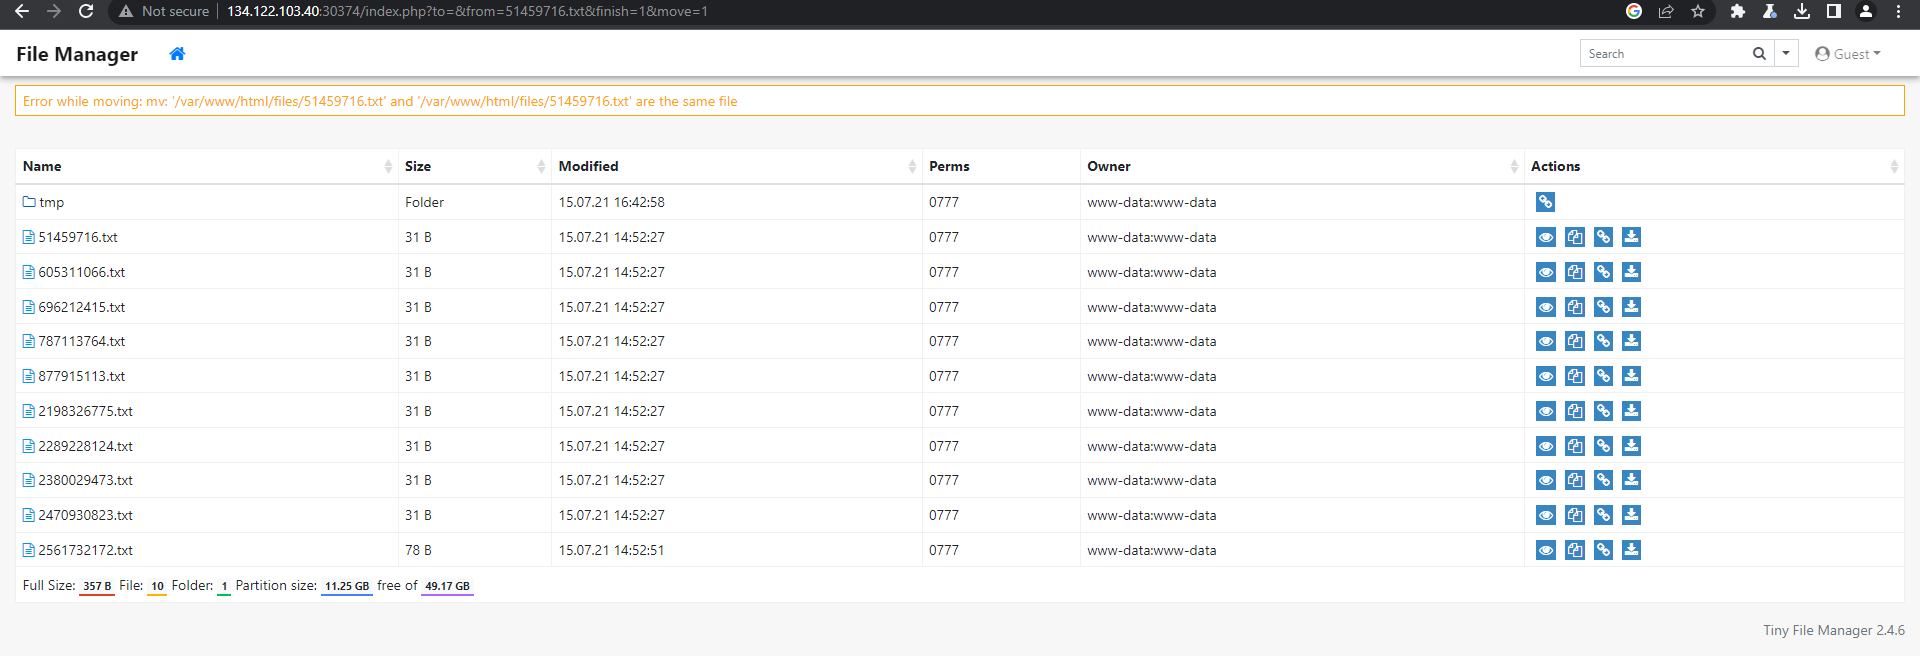 Not secure 134.122.103.40:30374/index.php?to=&from=51459716.txt&finish=1&move=1
File Manager Search Guest
Error while moving: mv: '/var/www/html/files/51459716.txt' and '/var/www/html/files/51459716.txt' are the same file
Name Size Modified Perms Owner Actions
tmp Folder 15.07.21 16:42:58 0777 www-data:www-data
51459716.txt 31 B 15.07.21 14:52:27 0777 www-data:www-data
605311066.txt 31 B 15.07.21 14:52:27 0777 www-data:www-data
696212415.txt 31 B 15.07.21 14:52:27 0777 www-data:www-data
787113764.txt 31 B 15.07.21 14:52:27 0777 www-data:www-data
877915113.txt 31 B 15.07.21 14:52:27 0777 www-data:www-data
2198326775.txt 31 B 15.07.21 14:52:27 0777 www-data:www-data
2289228124.txt 31 B 15.07.21 14:52:27 0777 www-data:www-data
2380029473.txt 31 B 15.07.21 14:52:27 0777 www-data:www-data
2470930823.txt 31 B 15.07.21 14:52:27 0777 www-data:www-data
2561732172.txt 78 B 15.07.21 14:52:51 0777 www-data:www-data
Full Size: 357 B File: 10 Folder: 1 Partition size: 11.25 GB free of 49.17 GB
Tiny File Manager 2.4.6